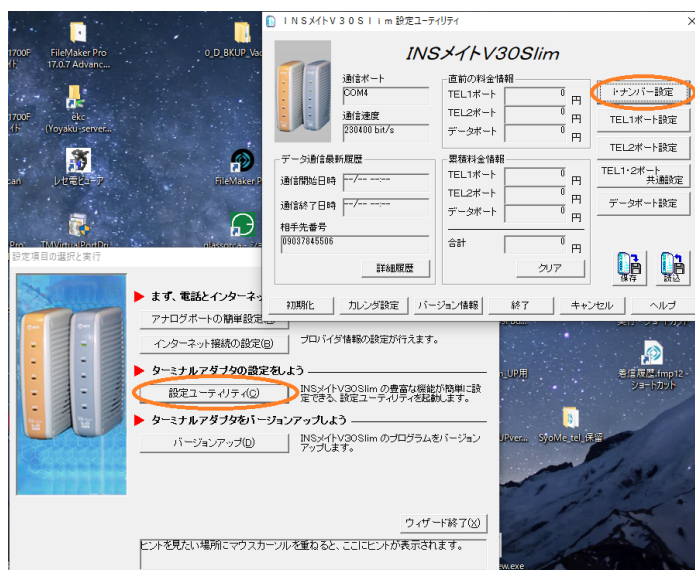 ＩＮＳメイトＶ３０Ｓｌｉｍ 設定ユーティリティ
INSメイトV30Slim
通信ポート
COM4
通信速度
230400 bit/s
直前の料金情報
TEL1ポート 0 円
TEL2ポート 0 円
データポート 0 円
i・ナンバー設定
TEL1ポート設定
TEL2ポート設定
TEL1・2ポート
共通設定
データポート設定
データ通信最新履歴
通信開始日時 --/-- --:--
通信終了日時 --/-- --:--
相手先番号
09037845506
詳細履歴
累積料金情報
TEL1ポート 0 円
TEL2ポート 0 円
データポート 0 円
合計 0 円
クリア
保存
読込
初期化
カレンダ設定
バージョン情報
終了
キャンセル
ヘルプ
1700F
FileMaker Pro
17.0.7 Advanc...
0_D_BKUP_Vac
1700F
ekc
(Yoyaku-server...
can
レセ電ビューア
FileMaker P
Pro
TMVirtualPortDri
設定項目の選択と実行
まず、電話とインターネッ
アナログポートの簡単設定
インターネット接続の設定(B)
プロバイダ情報の設定が行えます。
ターミナルアダプタの設定をしよう
設定ユーティリティ(C)
INSメイトV30Slim の豊富な機能が簡単に設
定できる、設定ユーティリティを起動します。
ターミナルアダプタをバージョンアップしよう
バージョンアップ(D)
INSメイトV30Slim のプログラムをバージョン
アップします。
ウィザード終了(X)
ヒントを見たい場所にマウスカーソルを重ねると、ここにヒントが表示されます。
_UP用
着信履歴.fmp12 -
ショートカット
UPver...
SyoMe_tel_保留
ew.exe